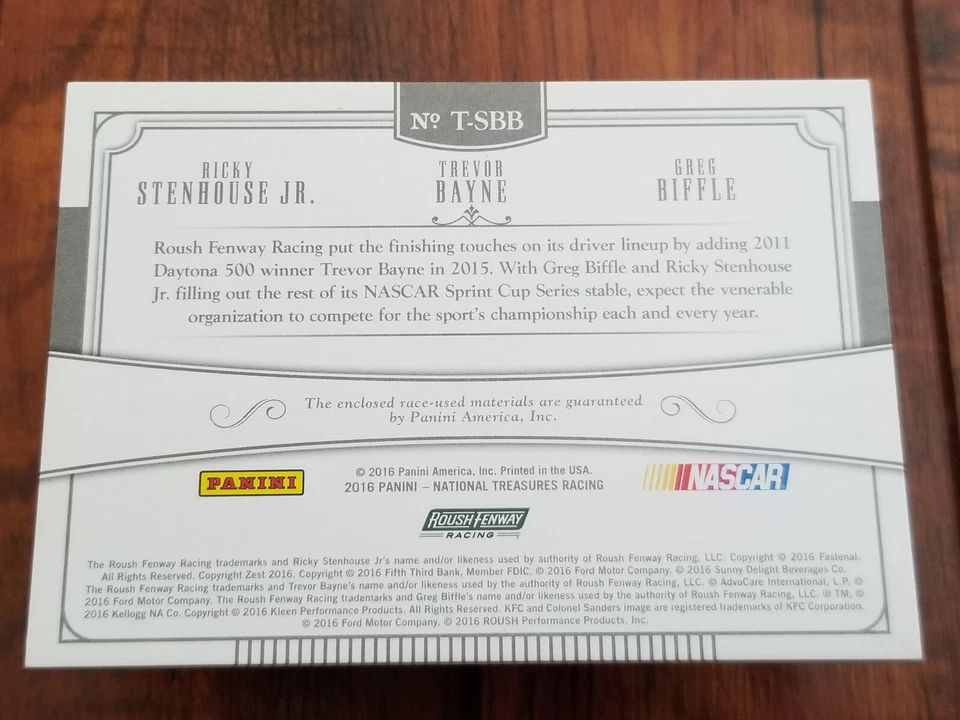 Nº T-SBB
RICKY
STENHOUSE JR.
TREVOR
BAYNE
GREG
BIFFLE
Roush Fenway Racing put the finishing touches on its driver lineup by adding 2011
Daytona 500 winner Trevor Bayne in 2015. With Greg Biffle and Ricky Stenhouse
Jr. filling out the rest of its NASCAR Sprint Cup Series stable, expect the venerable
organization to compete for the sport's championship each and every year.
The enclosed race-used materials are guaranteed
by Panini America, Inc.
PANINI
© 2016 Panini America, Inc. Printed in the USA.
2016 PANINI – NATIONAL TREASURES RACING
NASCAR
ROUSH FENWAY
RACING
The Roush Fenway Racing trademarks and Ricky Stenhouse Jr's name and/or likeness used by authority of Roush Fenway Racing, LLC. Copyright © 2016 Fastenal.
All Rights Reserved. Copyright Zest 2016. Copyright © 2016 Fifth Third Bank, Member FDIC. © 2016 Ford Motor Company. © 2016 Sunny Delight Beverages Co.
The Roush Fenway Racing trademarks and Trevor Bayne's name and/or likeness used by the authority of Roush Fenway Racing, LLC. © AdvoCare International, L.P. ©
2016 Ford Motor Company. The Roush Fenway Racing trademarks and Greg Biffle's name and/or likeness used by the authority of Roush Fenway Racing, LLC. ® TM, ©
2016 Kellogg NA Co. Copyright © 2016 Kleen Performance Products. All Rights Reserved. KFC and Colonel Sanders image are registered trademarks of KFC Corporation.
© 2016 Ford Motor Company. © 2016 ROUSH Performance Products, Inc.